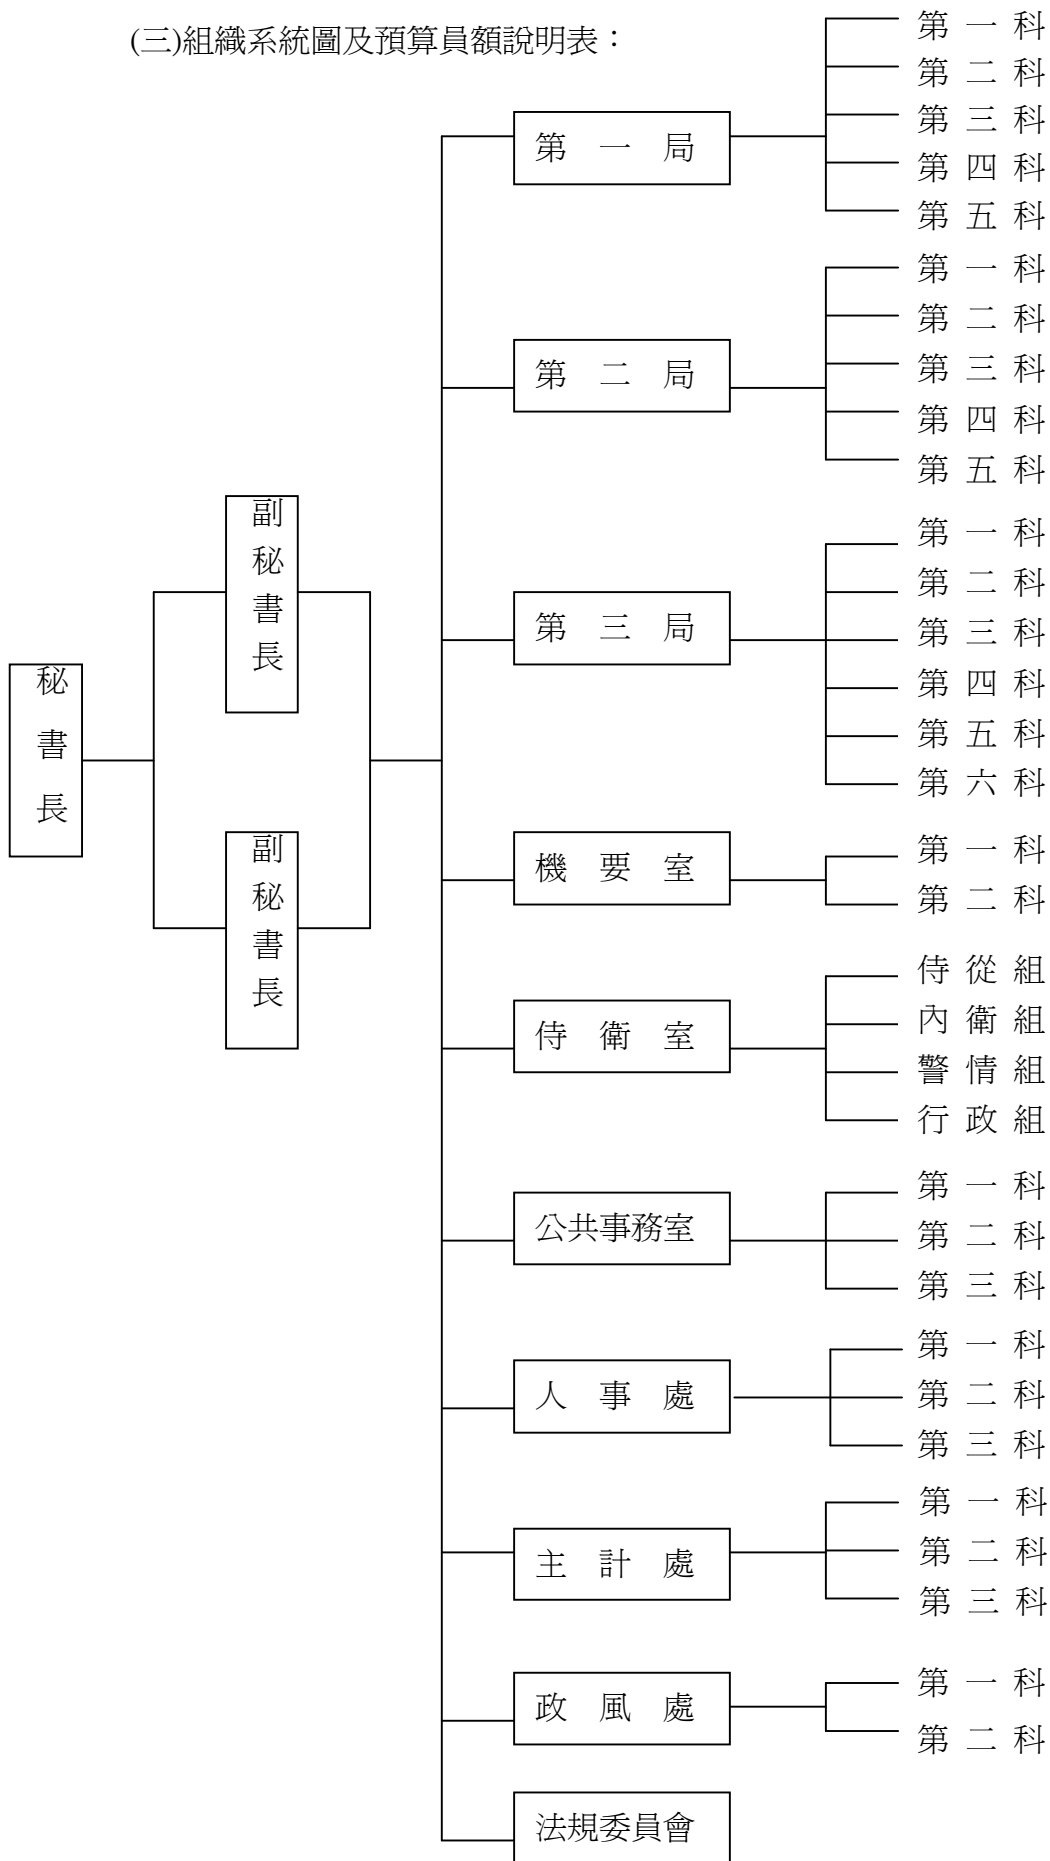 (三)組織系統圖及預算員額說明表：
秘書長
副秘書長
副秘書長
第一局
第一科
第二科
第三科
第四科
第五科
第二局
第一科
第二科
第三科
第四科
第五科
第三局
第一科
第二科
第三科
第四科
第五科
第六科
機要室
第一科
第二科
侍衛室
侍從組
內衛組
警情組
行政組
公共事務室
第一科
第二科
第三科
人事處
第一科
第二科
第三科
主計處
第一科
第二科
第三科
政風處
第一科
第二科
法規委員會